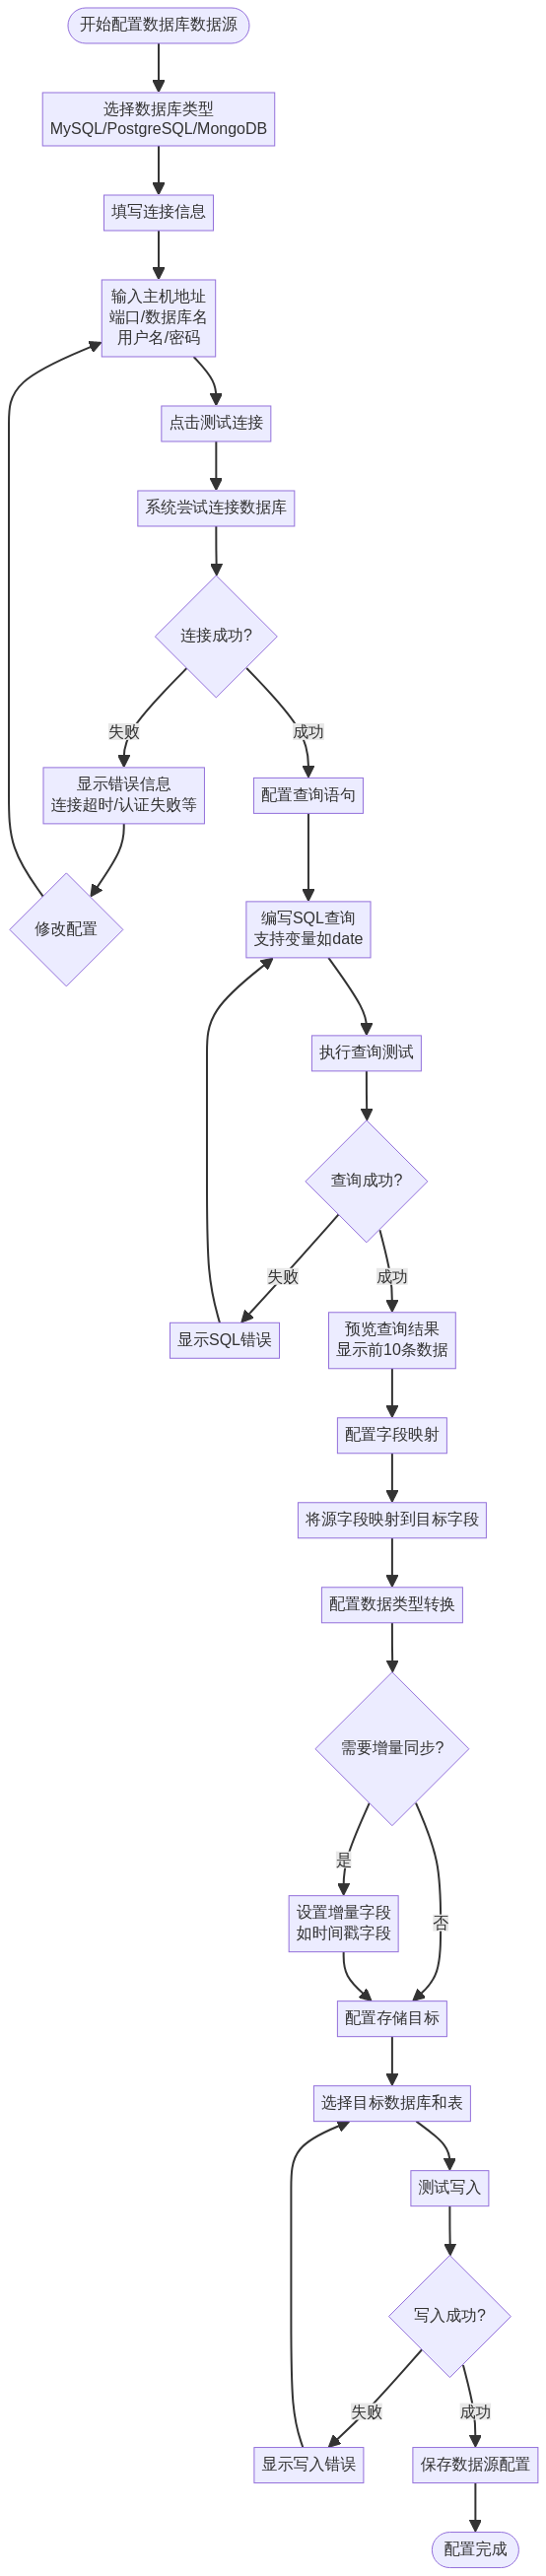 开始配置数据库数据源
选择数据库类型
MySQL/PostgreSQL/MongoDB
填写连接信息
输入主机地址
端口/数据库名
用户名/密码
点击测试连接
系统尝试连接数据库
连接成功?
失败
成功
显示错误信息
连接超时/认证失败等
配置查询语句
修改配置
编写SQL查询
支持变量如date
执行查询测试
查询成功?
失败
成功
显示SQL错误
预览查询结果
显示前10条数据
配置字段映射
将源字段映射到目标字段
配置数据类型转换
需要增量同步?
是
否
设置增量字段
如时间戳字段
配置存储目标
选择目标数据库和表
测试写入
写入成功?
失败
成功
显示写入错误
保存数据源配置
配置完成